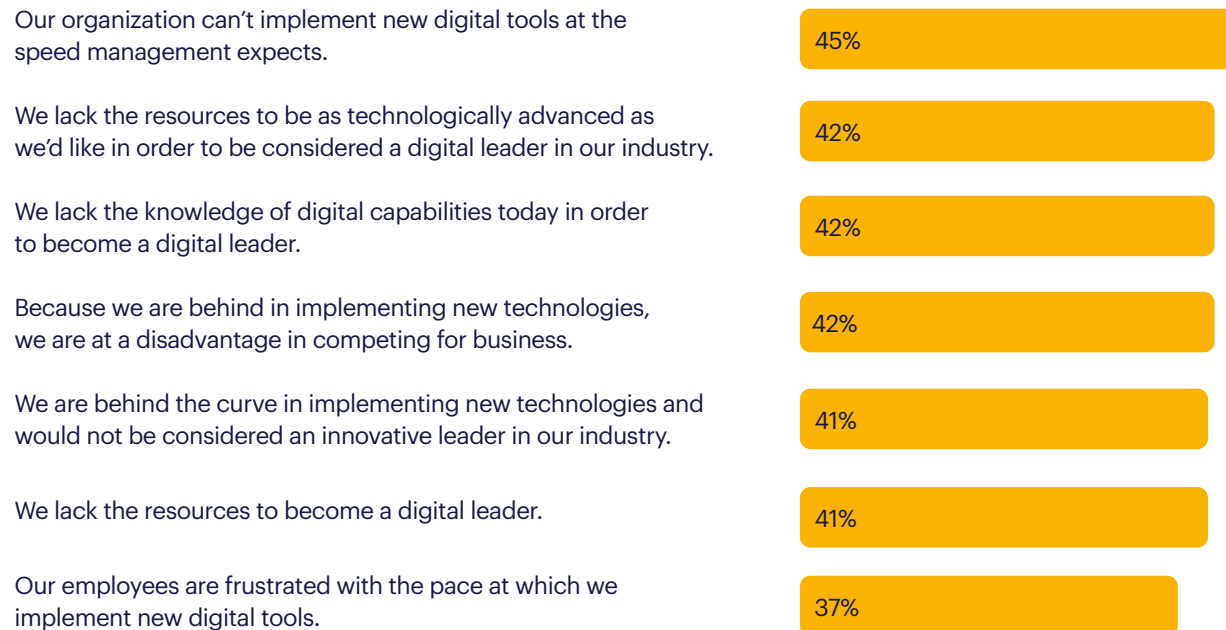 Our organization can’t implement new digital tools at the
speed management expects.
45%
We lack the resources to be as technologically advanced as
we’d like in order to be considered a digital leader in our industry.
42%
We lack the knowledge of digital capabilities today in order
to become a digital leader.
42%
Because we are behind in implementing new technologies,
we are at a disadvantage in competing for business.
42%
We are behind the curve in implementing new technologies and
would not be considered an innovative leader in our industry.
41%
We lack the resources to become a digital leader.
41%
Our employees are frustrated with the pace at which we
implement new digital tools.
37%